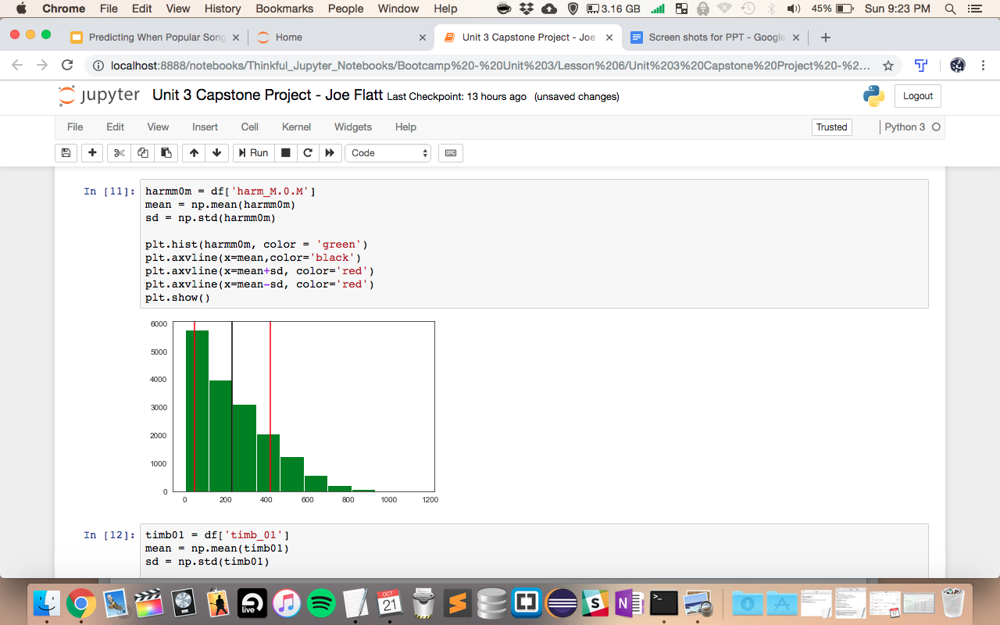 Chrome File Edit View History Bookmarks People Window Help 3.16 GB 45% Sun 9:23 PM
Predicting When Popular Song Home Unit 3 Capstone Project - Joe Screen shots for PPT - Google
localhost:8888/notebooks/Thinkful_Jupyter_Notebooks/Bootcamp%20-%20Unit%203/Lesson%206/Unit%203%20Capstone%20Project%20-%2...
jupyter Unit 3 Capstone Project - Joe Flatt Last Checkpoint: 13 hours ago (unsaved changes) Logout
File Edit View Insert Cell Kernel Widgets Help Trusted Python 3
Run Code
In [11]: harmm0m = df['harm_M.0.M']
mean = np.mean(harmm0m)
sd = np.std(harmm0m)
plt.hist(harmm0m, color = 'green')
plt.axvline(x=mean,color='black')
plt.axvline(x=mean+sd, color='red')
plt.axvline(x=mean-sd, color='red')
plt.show()
6000
5000
4000
3000
2000
1000
0
0 200 400 600 800 1000 1200
In [12]: timb01 = df['timb_01']
mean = np.mean(timb01)
sd = np.std(timb01)
live OCT 21 S N >_